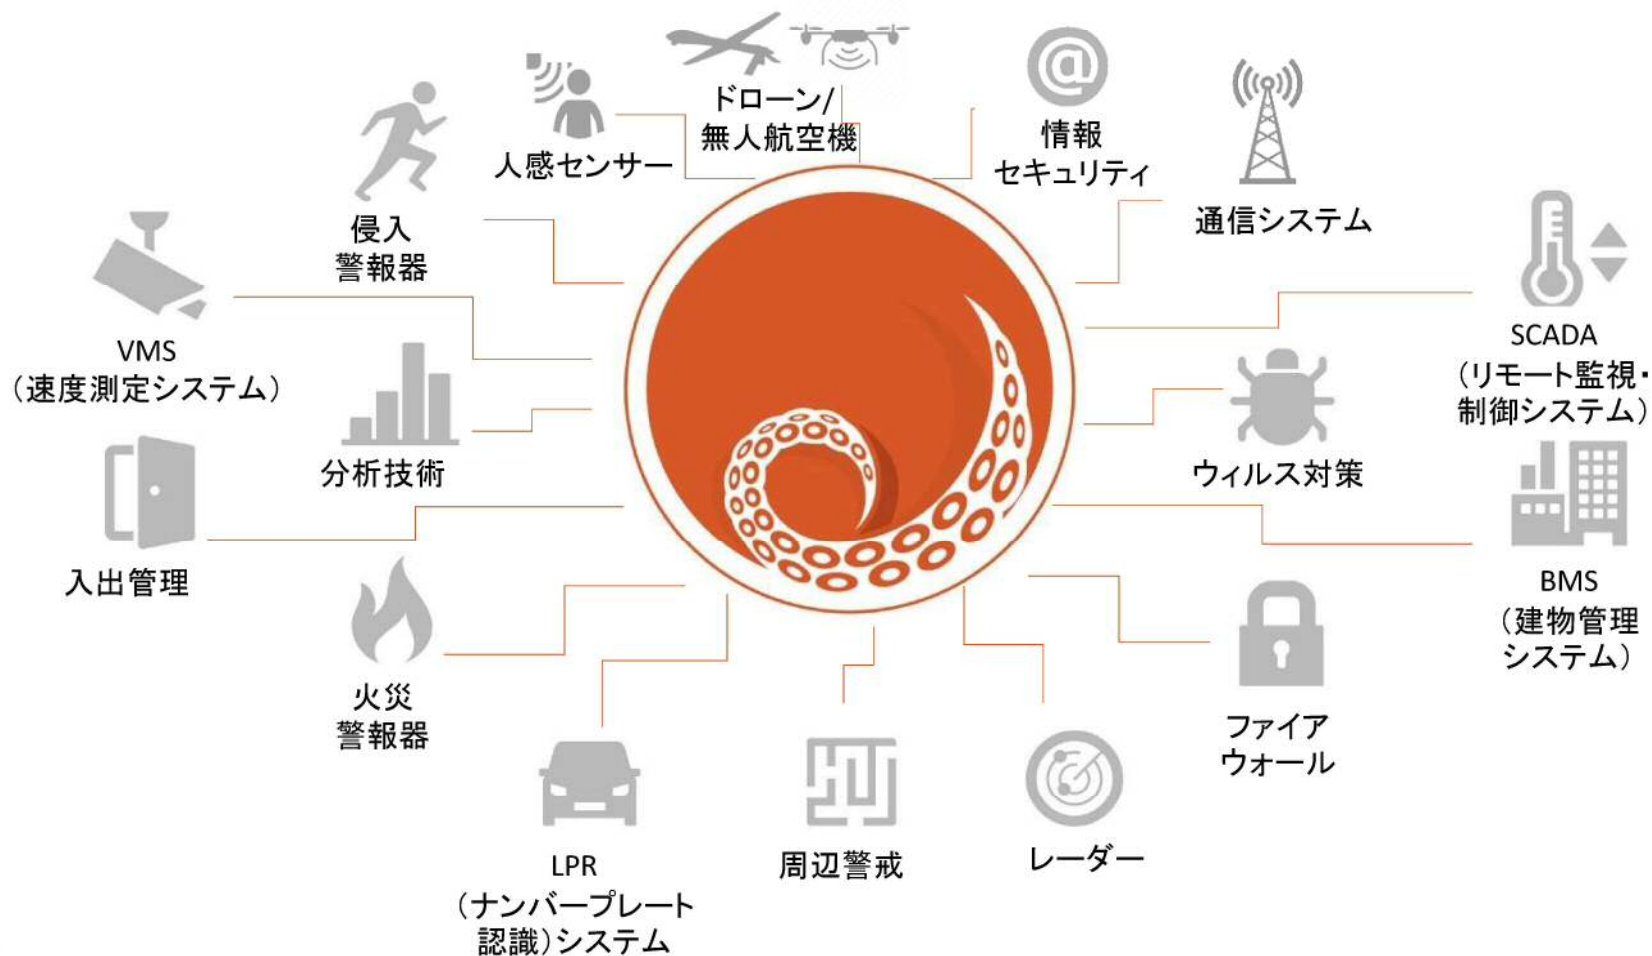 ドローン/
無人航空機
人感センサー
情報
セキュリティ
通信システム
侵入
警報器
VMS
（速度測定システム）
SCADA
（リモート監視・
制御システム）
分析技術
ウィルス対策
入出管理
BMS
（建物管理
システム）
火災
警報器
ファイア
ウォール
LPR
（ナンバープレート
認識）システム
周辺警戒
レーダー